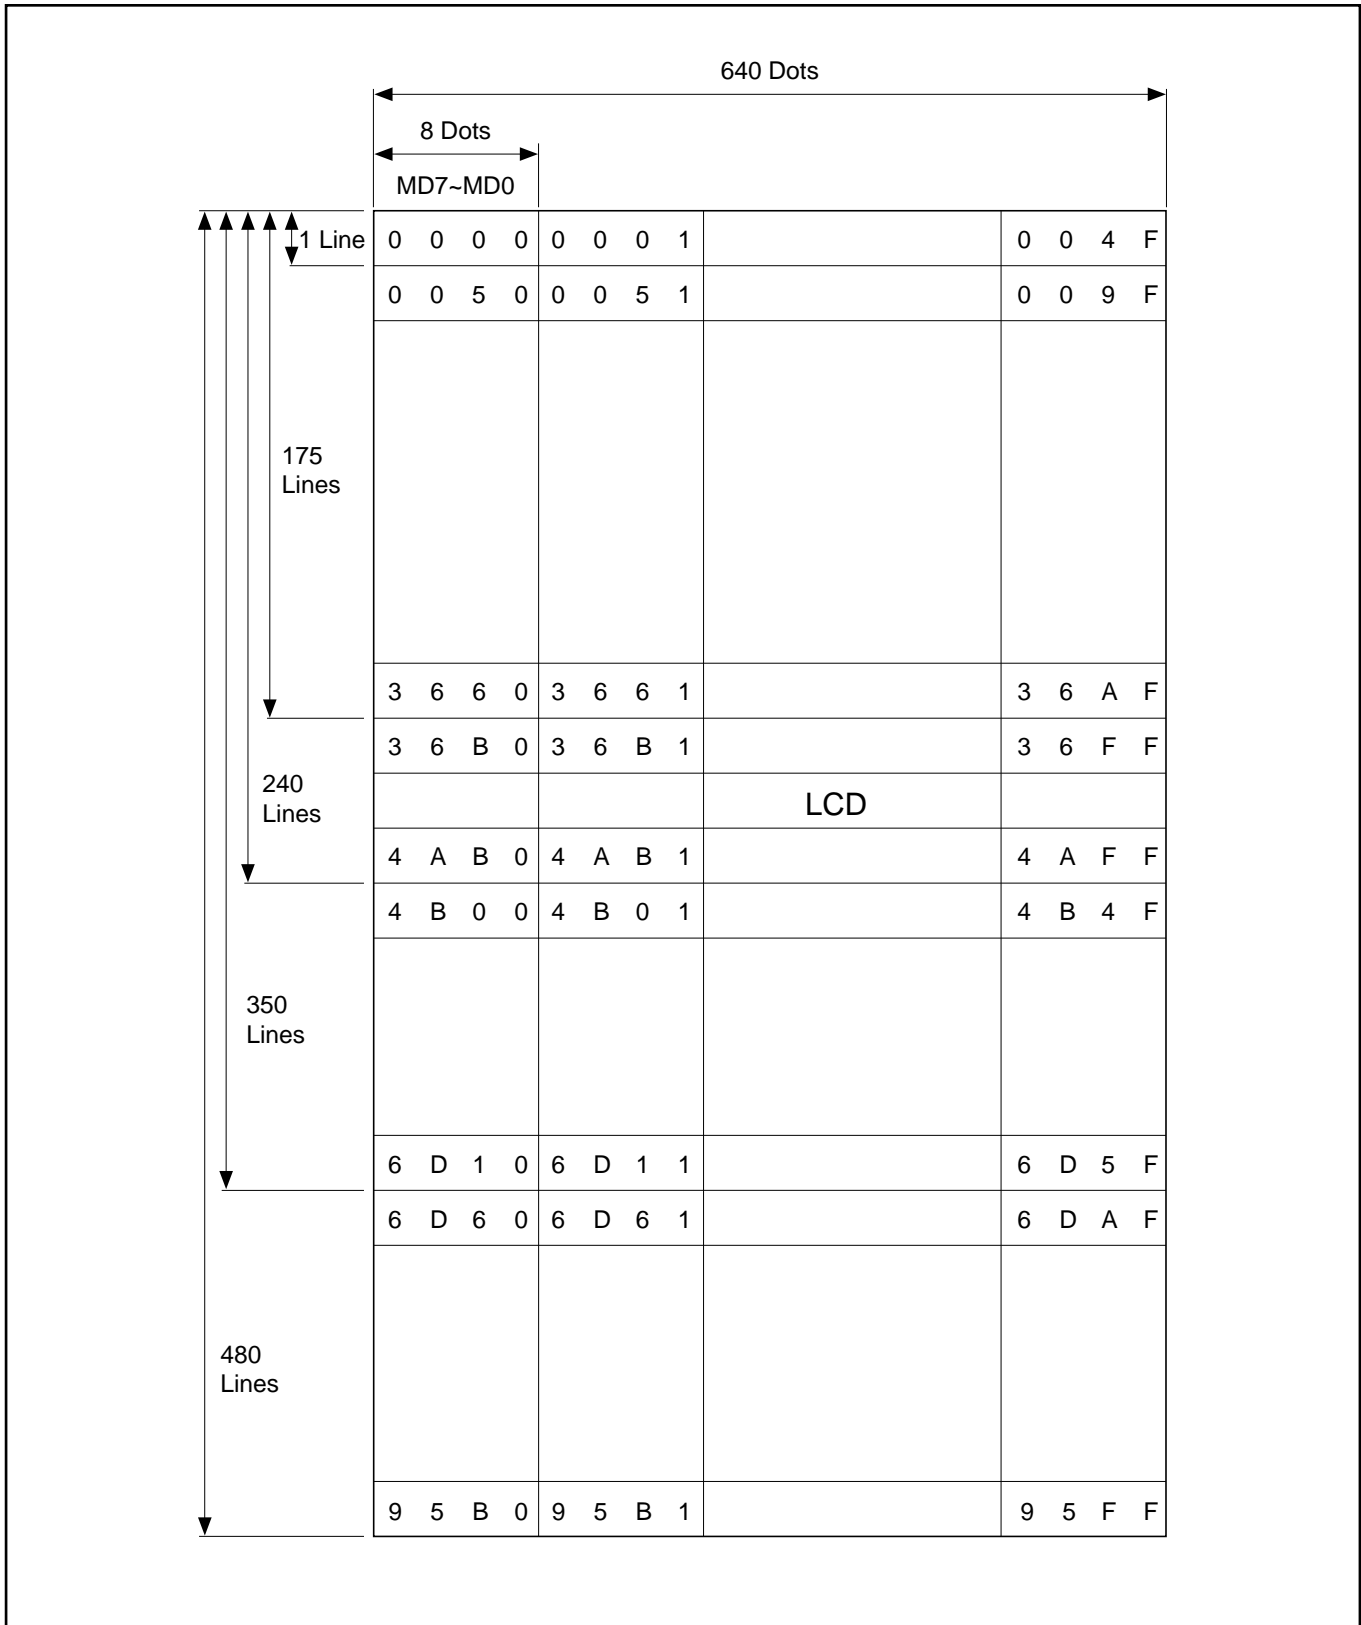 640 Dots
8 Dots
MD7~MD0
1 Line 0 0 0 0 0 0 0 1 0 0 4 F
0 0 5 0 0 0 5 1 0 0 9 F
175
Lines
3 6 6 0 3 6 6 1 3 6 A F
3 6 B 0 3 6 B 1 3 6 F F
240
Lines
LCD
4 A B 0 4 A B 1 4 A F F
4 B 0 0 4 B 0 1 4 B 4 F
350
Lines
6 D 1 0 6 D 1 1 6 D 5 F
6 D 6 0 6 D 6 1 6 D A F
480
Lines
9 5 B 0 9 5 B 1 9 5 F F